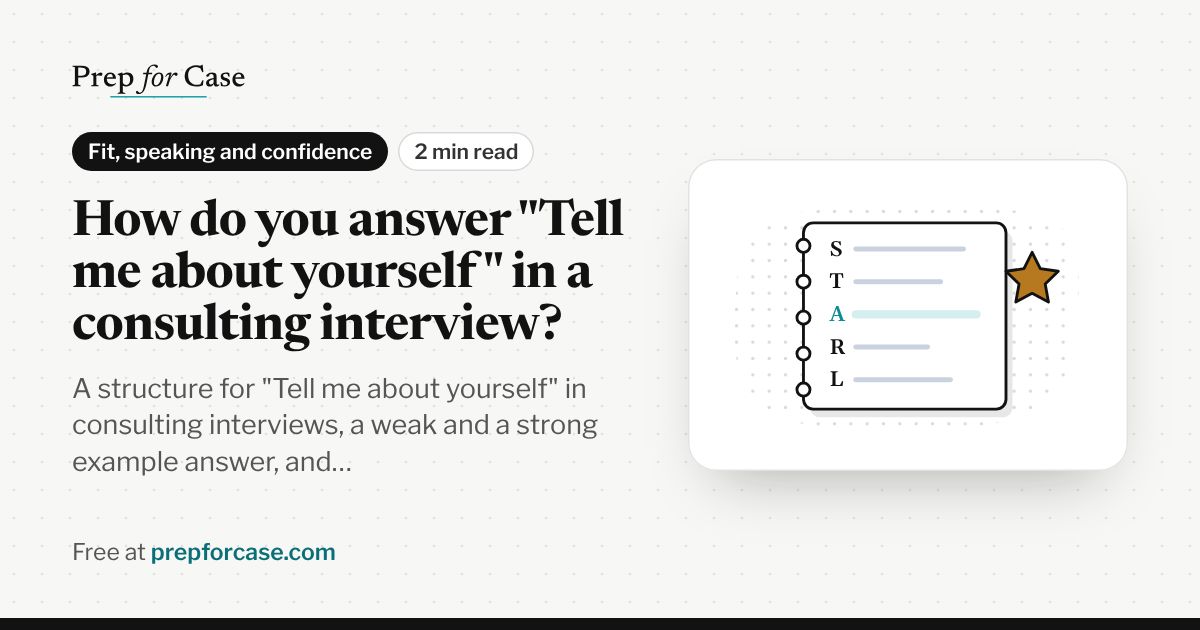 Prep for Case
Fit, speaking and confidence
2 min read
How do you answer "Tell
me about yourself" in a
consulting interview?
A structure for "Tell me about yourself" in
consulting interviews, a weak and a strong
example answer, and...
Free at prepforcase.com
S
T
A
R
L